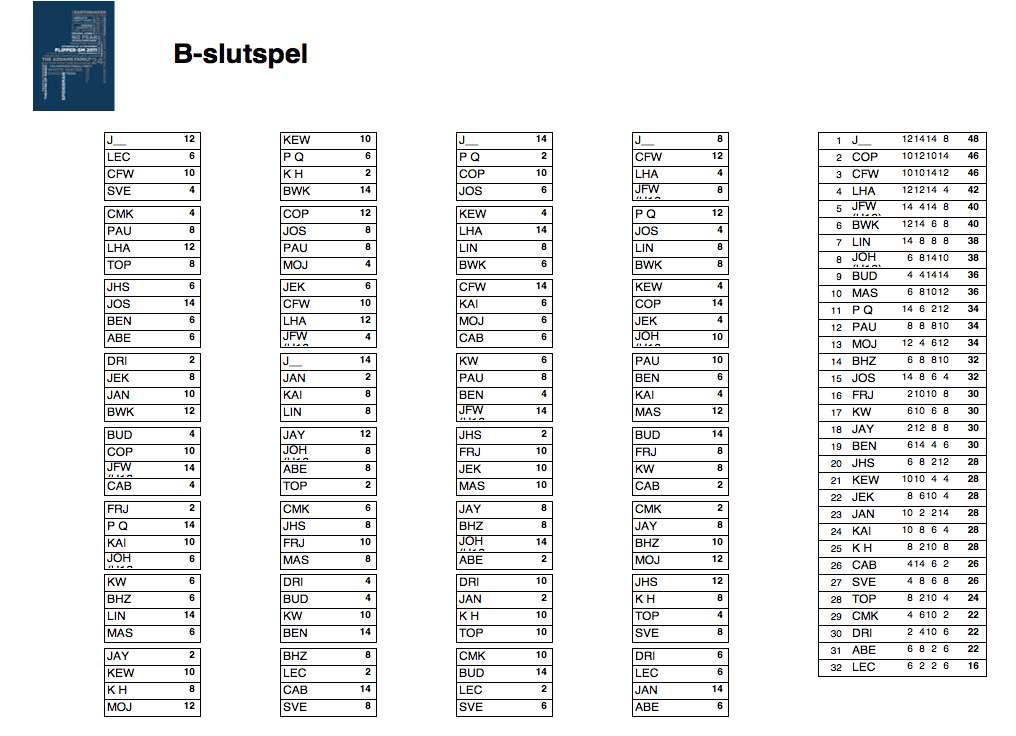 EARTHSHAKER
NO FEAR
FLIPPER-SM 2011
THE ADDAMS FAMILY
SPIDERMAN
B-slutspel
J__ 12
LEC 6
CFW 10
SVE 4
CMK 4
PAU 8
LHA 12
TOP 8
JHS 6
JOS 14
BEN 6
ABE 6
DRI 2
JEK 8
JAN 10
BWK 12
BUD 4
COP 10
JFW 14
CAB 4
FRJ 2
P Q 14
KAI 10
JOH 6
KW 6
BHZ 6
LIN 14
MAS 6
JAY 2
KEW 10
K H 8
MOJ 12
KEW 10
P Q 6
K H 2
BWK 14
COP 12
JOS 8
PAU 8
MOJ 4
JEK 6
CFW 10
LHA 12
JFW 4
J__ 14
JAN 2
KAI 8
LIN 8
JAY 12
JOH 8
ABE 8
TOP 2
CMK 6
JHS 8
FRJ 10
MAS 8
DRI 4
BUD 4
KW 10
BEN 14
BHZ 8
LEC 2
CAB 14
SVE 8
J__ 14
P Q 2
COP 10
JOS 6
KEW 4
LHA 14
LIN 8
BWK 6
CFW 14
KAI 6
MOJ 6
CAB 6
KW 6
PAU 8
BEN 4
JFW 14
JHS 2
FRJ 10
JEK 10
MAS 10
JAY 8
BHZ 8
JOH 14
ABE 2
DRI 10
JAN 2
K H 10
TOP 10
CMK 10
BUD 14
LEC 2
SVE 6
J__ 8
CFW 12
LHA 4
JFW 8
P Q 12
JOS 4
LIN 8
BWK 8
KEW 4
COP 14
JEK 4
JOH 10
PAU 10
BEN 6
KAI 4
MAS 12
BUD 14
FRJ 8
KW 8
CAB 2
CMK 2
JAY 8
BHZ 10
MOJ 12
JHS 12
K H 8
TOP 4
SVE 8
DRI 6
LEC 6
JAN 14
ABE 6
1 J__ 12 14 14 8 48
2 COP 10 12 10 14 46
3 CFW 10 10 14 12 46
4 LHA 12 12 14 4 42
5 JFW 14 4 14 8 40
6 BWK 12 14 6 8 40
7 LIN 14 8 8 8 38
8 JOH 6 8 14 10 38
9 BUD 4 4 14 14 36
10 MAS 6 8 10 12 36
11 P Q 14 6 2 12 34
12 PAU 8 8 8 10 34
13 MOJ 12 4 6 12 34
14 BHZ 6 8 8 10 32
15 JOS 14 8 6 4 32
16 FRJ 2 10 10 8 30
17 KW 6 10 6 8 30
18 JAY 2 12 8 8 30
19 BEN 6 14 4 6 30
20 JHS 6 8 2 12 28
21 KEW 10 10 4 4 28
22 JEK 8 6 10 4 28
23 JAN 10 2 2 14 28
24 KAI 10 8 6 4 28
25 K H 8 2 10 8 28
26 CAB 4 14 6 2 26
27 SVE 4 8 6 8 26
28 TOP 8 2 10 4 24
29 CMK 4 6 10 2 22
30 DRI 2 4 10 6 22
31 ABE 6 8 2 6 22
32 LEC 6 2 2 6 16